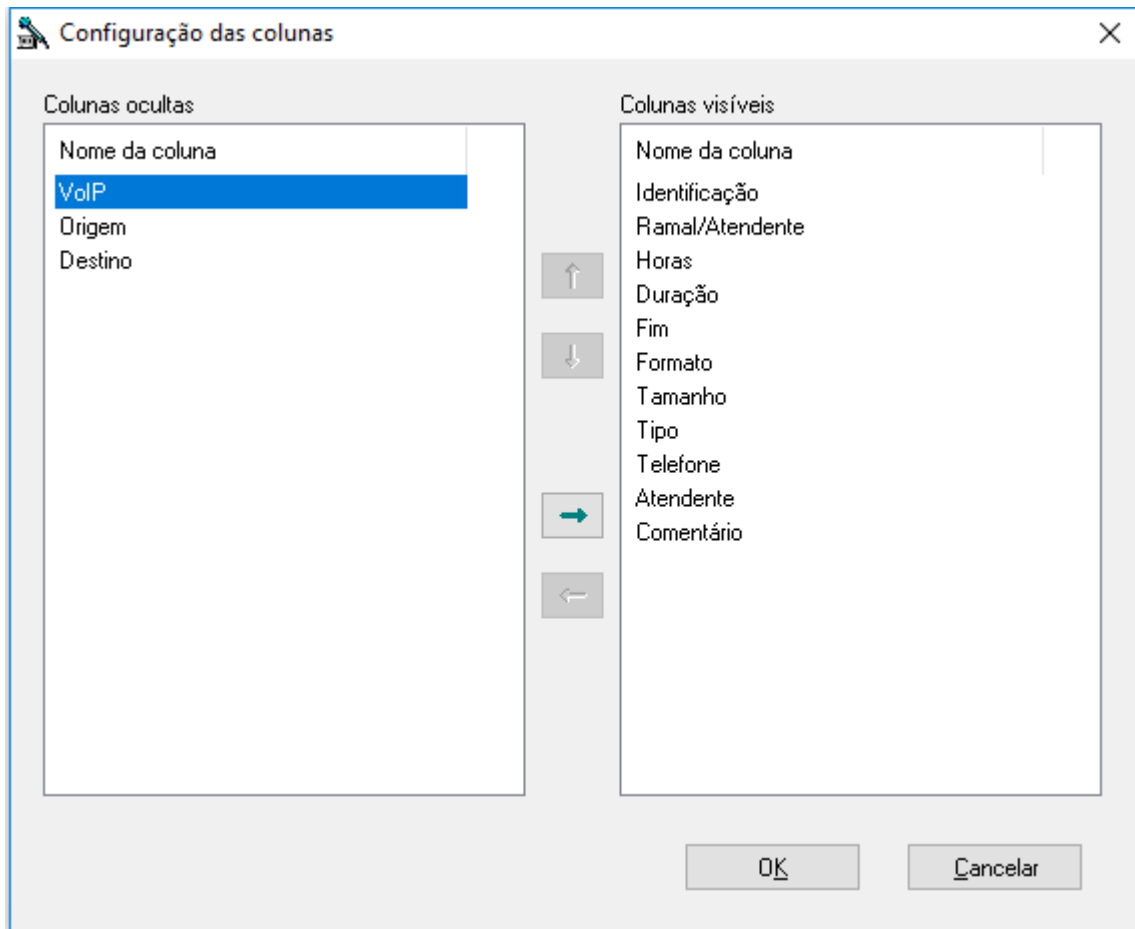 Configuração das colunas
Colunas ocultas
Nome da coluna
VoIP
Origem
Destino
Colunas visíveis
Nome da coluna
Identificação
Ramal/Atendente
Horas
Duração
Fim
Formato
Tamanho
Tipo
Telefone
Atendente
Comentário
OK
Cancelar